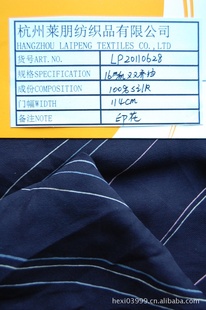 杭州莱朋纺织品有限公司
HANGZHOU LAIPENG TEXTILES CO.,LTD
货号ART.NO. LP20110628
规格SPECIFICATION 16
成份COMPOSITION 100%
门幅WIDTH 114cm
备注NOTE 印花
hexi03999.cn.alibaba.com